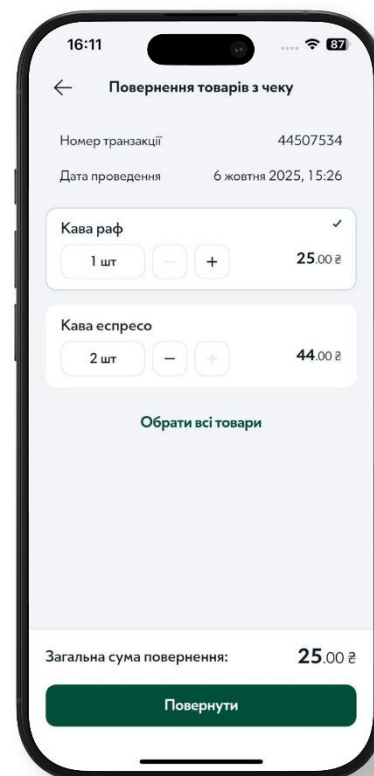 16:11
87
Повернення товарів з чеку
Номер транзакції 44507534
Дата проведення 6 жовтня 2025, 15:26
Кава раф
1 шт − + 25.00 ₴
Кава еспресо
2 шт − + 44.00 ₴
Обрати всі товари
Загальна сума повернення: 25.00 ₴
Повернути